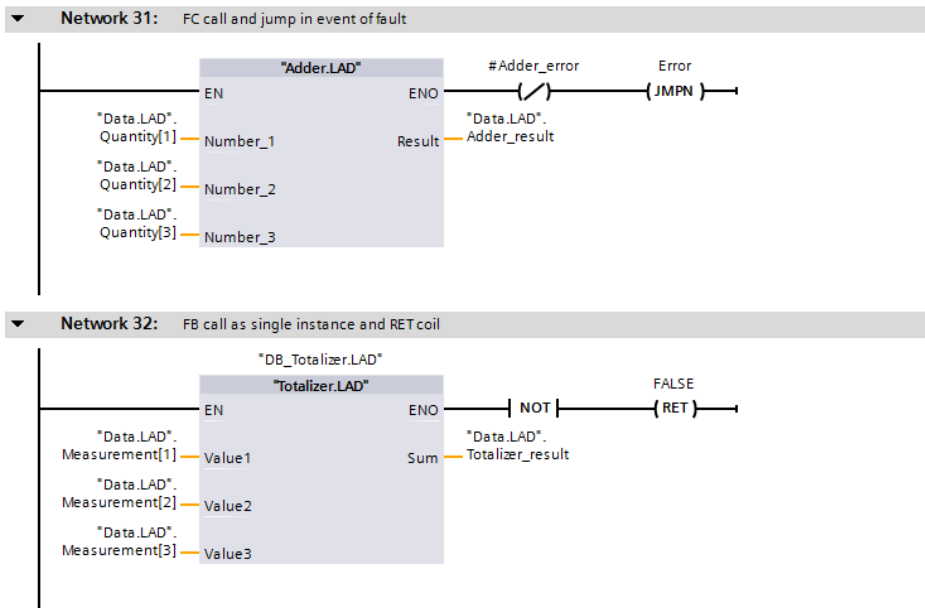 Network 31: FC call and jump in event of fault
"Adder.LAD"
#Adder_error
Error
EN
ENO
JMPN
"Data.LAD".
Quantity[1]
Number_1
Result
"Data.LAD".
Adder_result
"Data.LAD".
Quantity[2]
Number_2
"Data.LAD".
Quantity[3]
Number_3
Network 32: FB call as single instance and RET coil
"DB_Totalizer.LAD"
"Totalizer.LAD"
FALSE
EN
ENO
NOT
RET
"Data.LAD".
Measurement[1]
Value1
Sum
"Data.LAD".
Totalizer_result
"Data.LAD".
Measurement[2]
Value2
"Data.LAD".
Measurement[3]
Value3